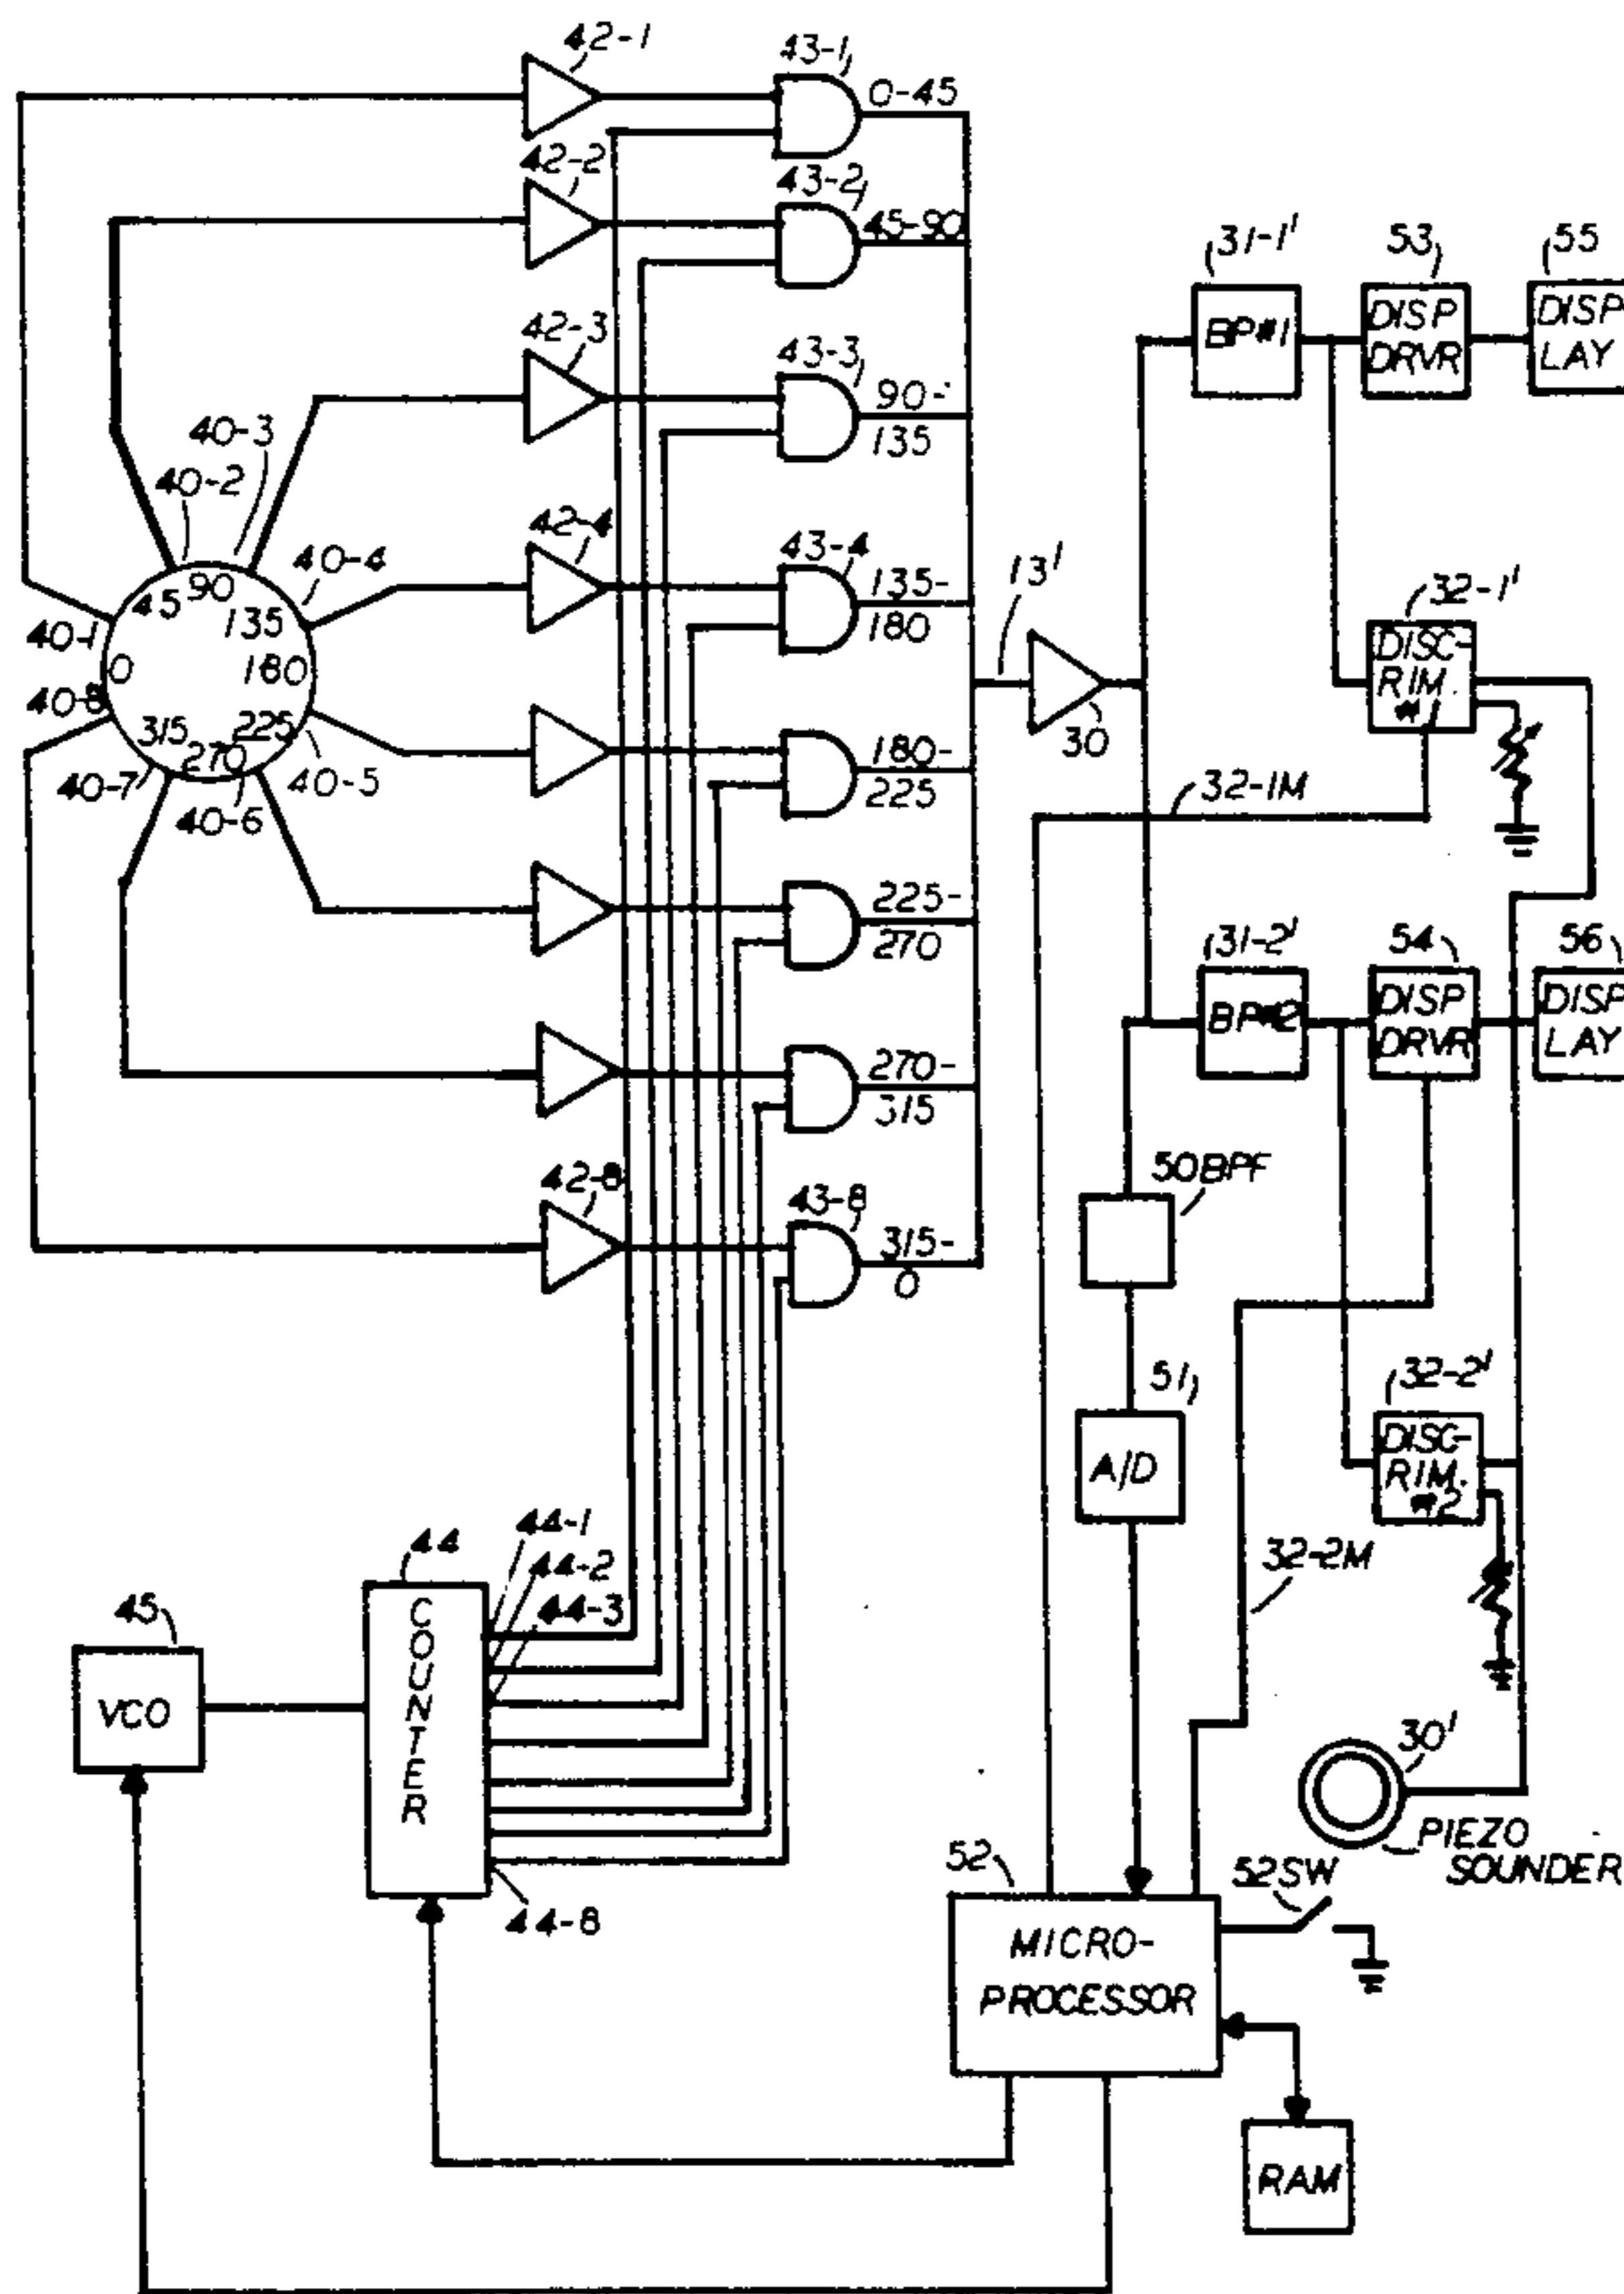 42-1
43-1
0-45
42-2
43-2
45-90
31-1'
53
55
BP#1
DISP
DRVR
DISP
LAY
42-3
43-3
90-
135
40-3
40-2
42-4
43-4
135-
180
40-4
13'
30
32-1'
DISC-
RIM.
#1
40-1
0
45
90
135
180
225
270
315
40-8
40-7
40-6
40-5
180-
225
32-1M
225-
270
31-2'
54
56
BP#2
DISP
DRVR
DISP
LAY
270-
315
42-8
43-8
315-
0
50BPF
51
A/D
32-2'
DISC-
RIM.
#2
32-2M
44-1
44-2
44-3
44
COUNTER
45
VCO
44-8
30'
PIEZO
SOUNDER
52
52SW
MICRO-
PROCESSOR
RAM